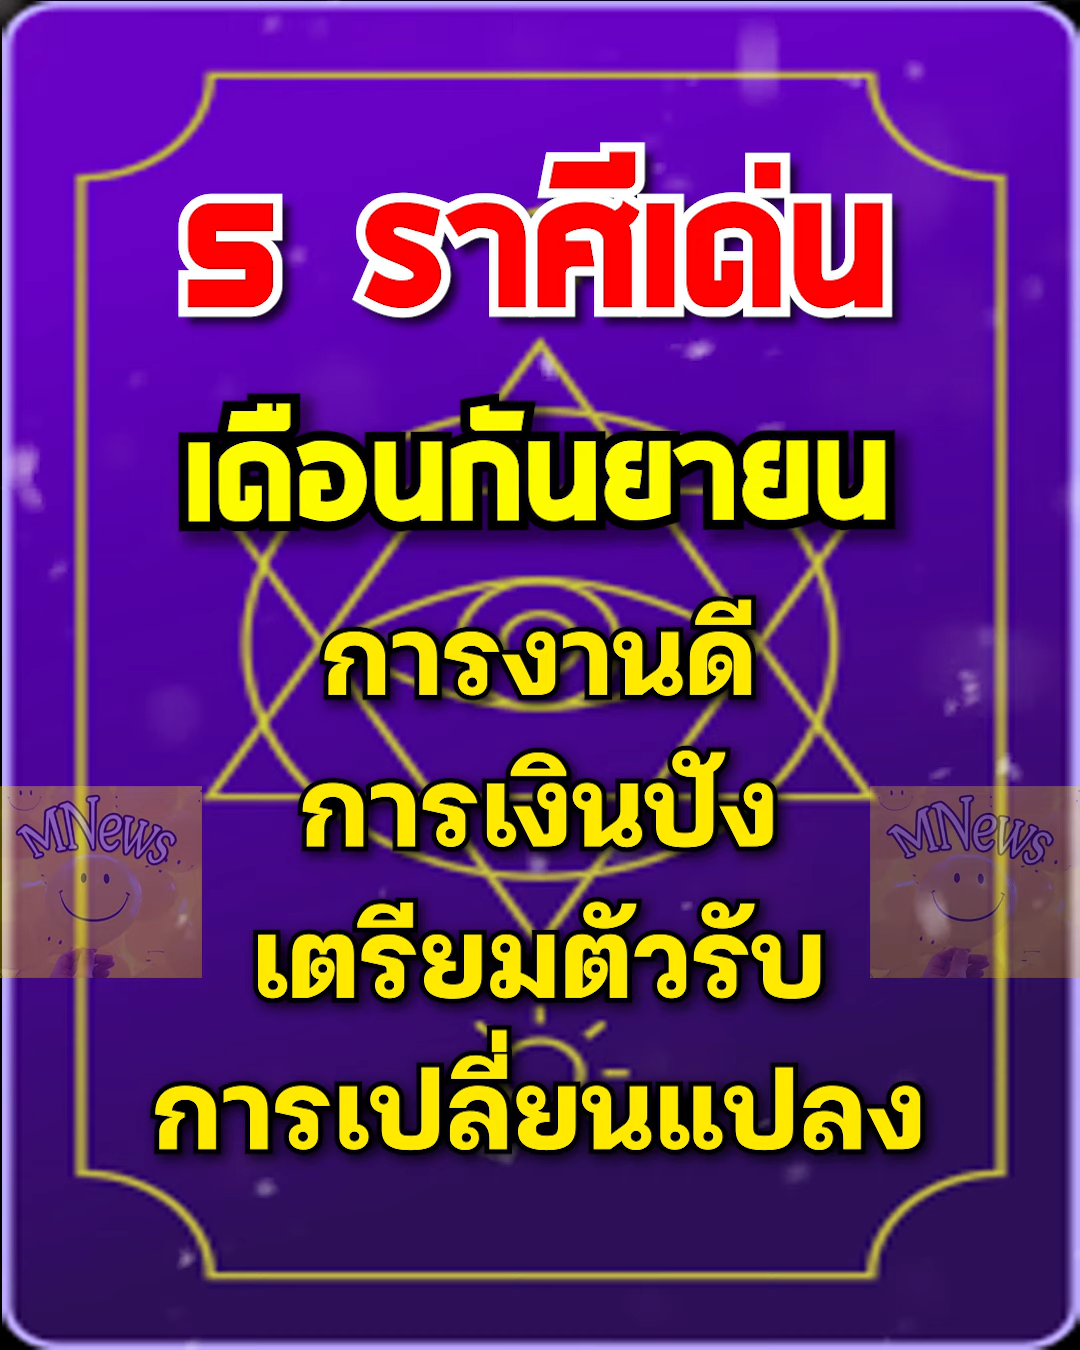 5 ราศีเด่น
เดือนกันยายน
การงานดี
การเงินปัง
เตรียมตัวรับ
การเปลี่ยนแปลง
MNews
MNews